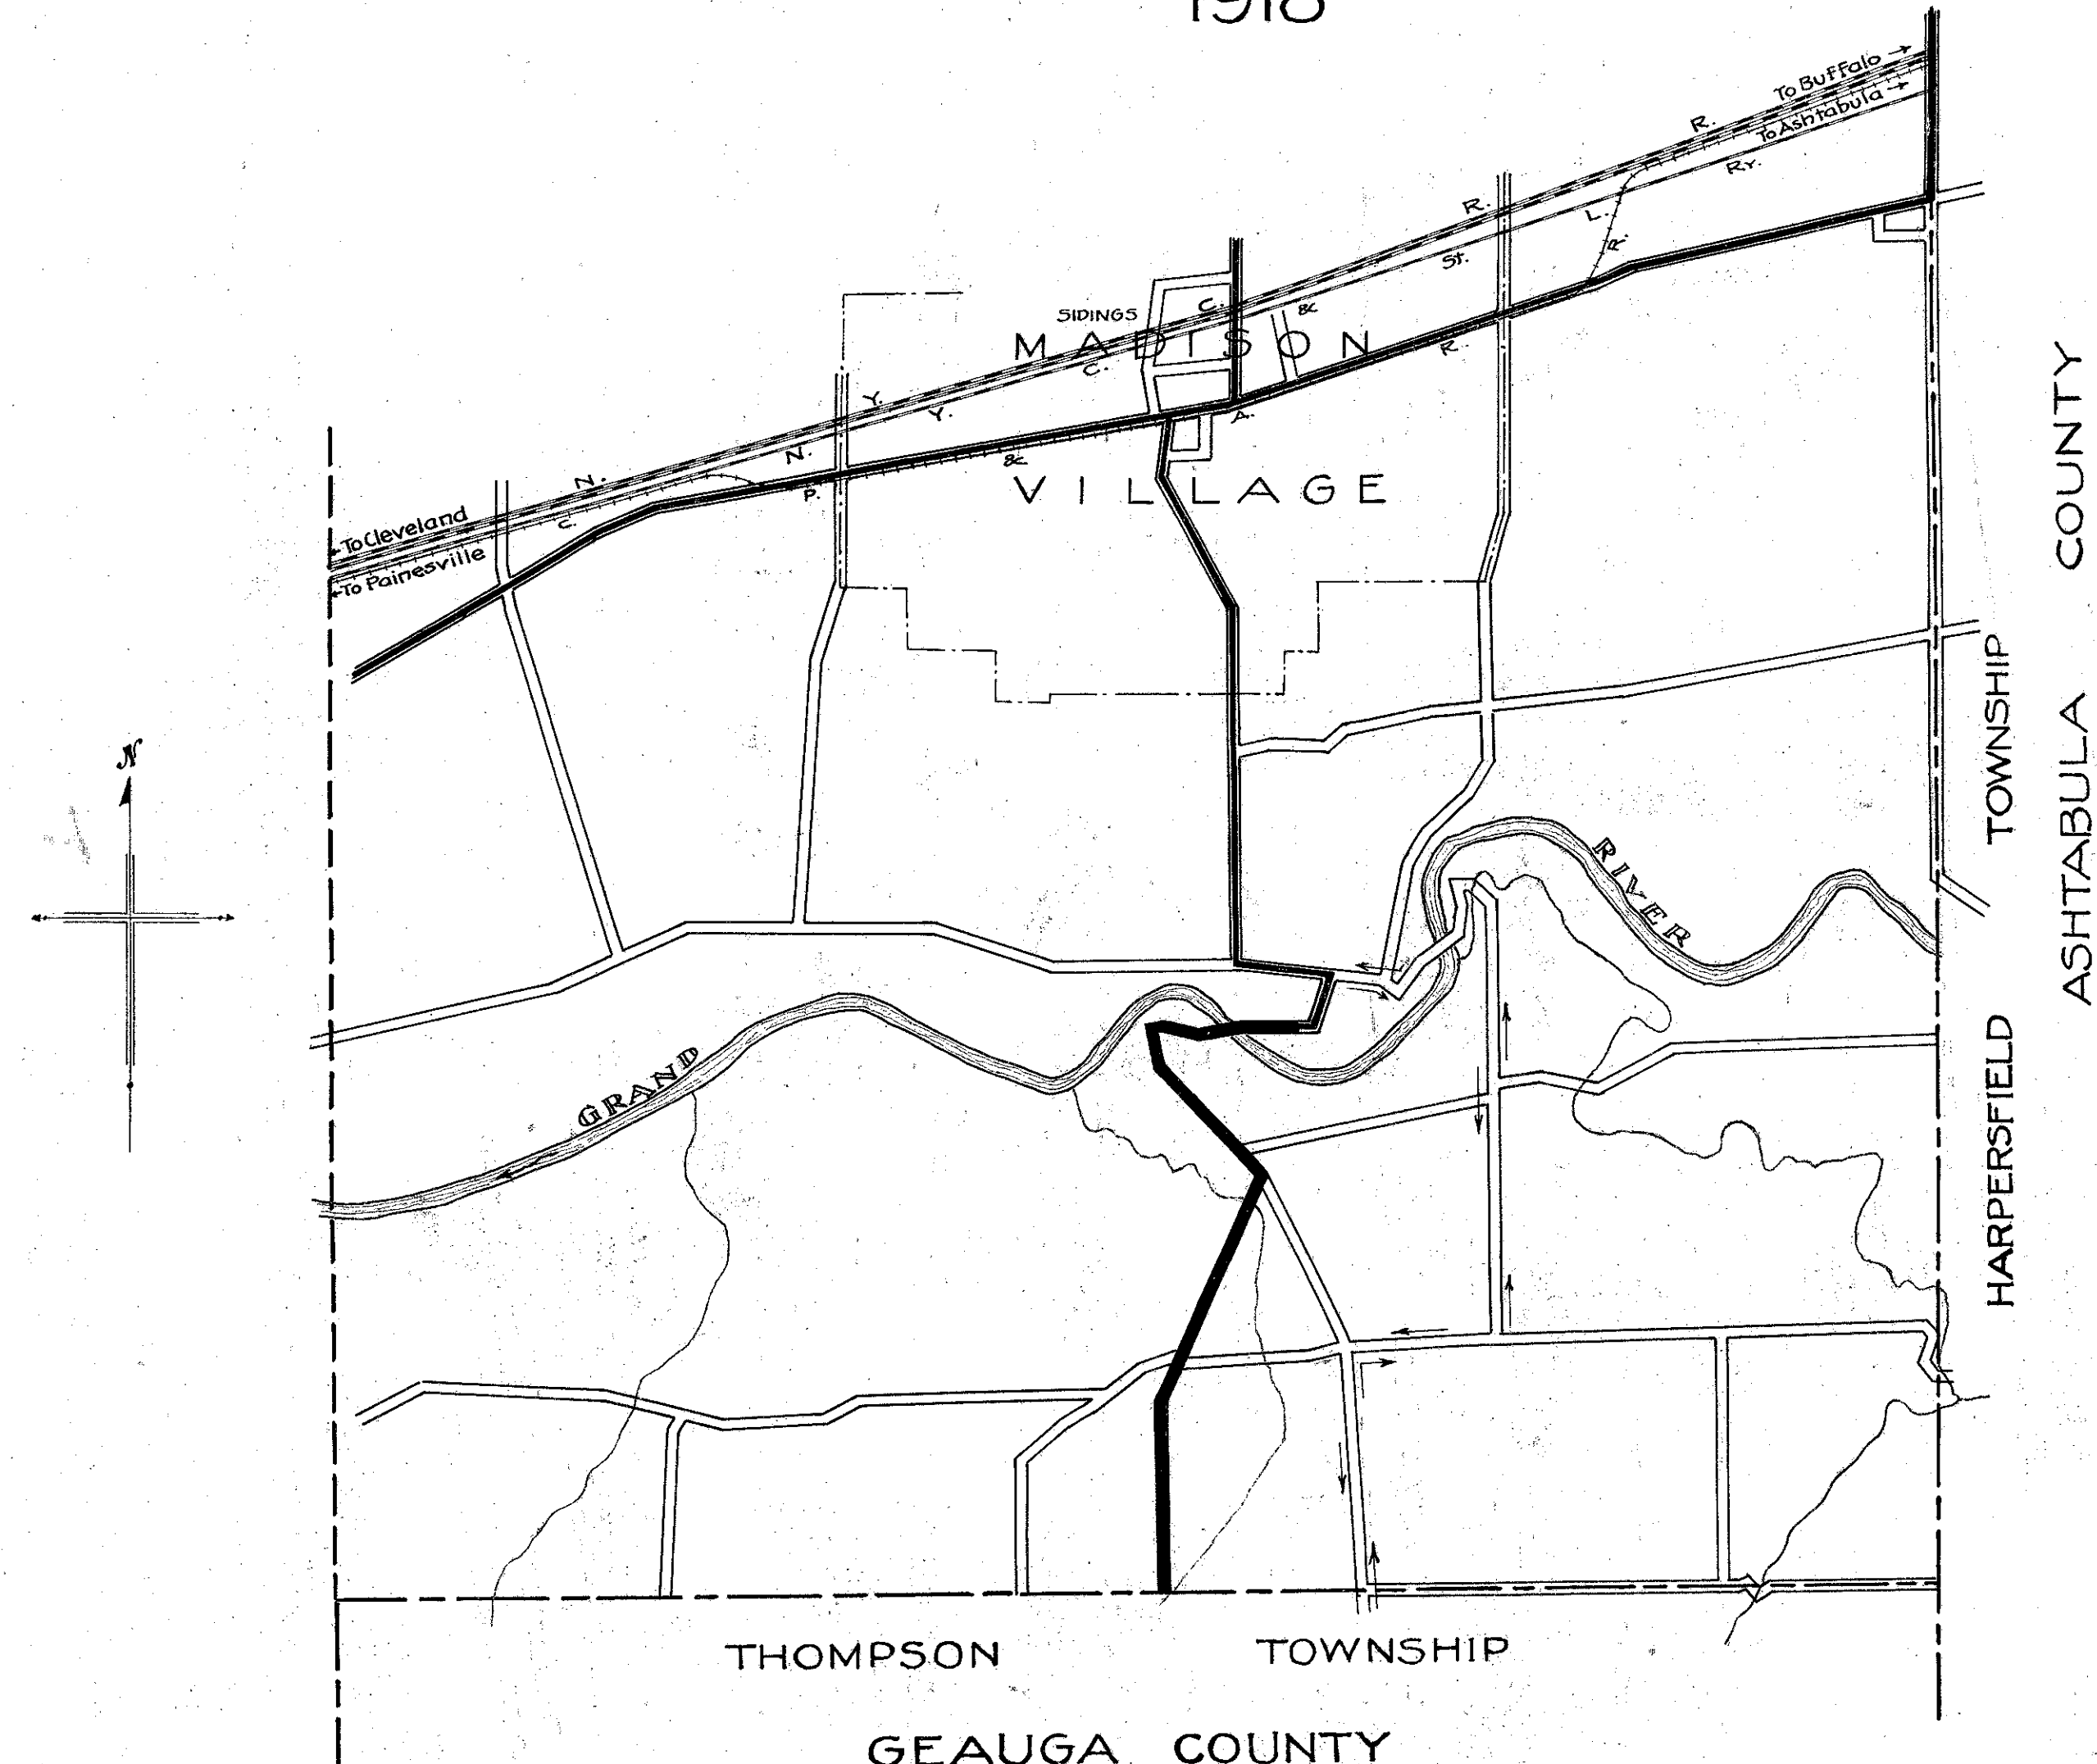 1918
To Buffalo
R.
To Ashtabula
Ry.
R.
L.
R.
St.
SIDINGS
C.
&
MADISON
R.
C.
Y.
Y.
A.
N.
&
VILLAGE
N.
P.
To Cleveland
C.
To Painesville
N
RIVER
GRAND
TOWNSHIP
HARPERSFIELD
COUNTY
ASHTABULA
THOMPSON TOWNSHIP
GEAUGA COUNTY